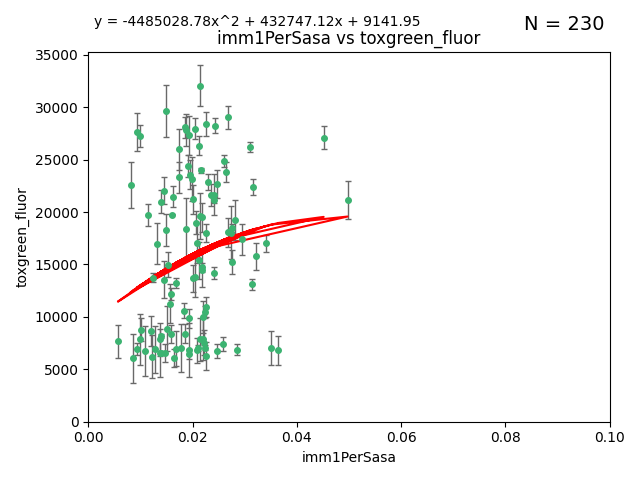 y = -4485028.78x^2 + 432747.12x + 9141.95
N = 230
imm1PerSasa vs toxgreen_fluor
35000
30000
25000
20000
15000
10000
5000
0
toxgreen_fluor
0.00 0.02 0.04 0.06 0.08 0.10
imm1PerSasa